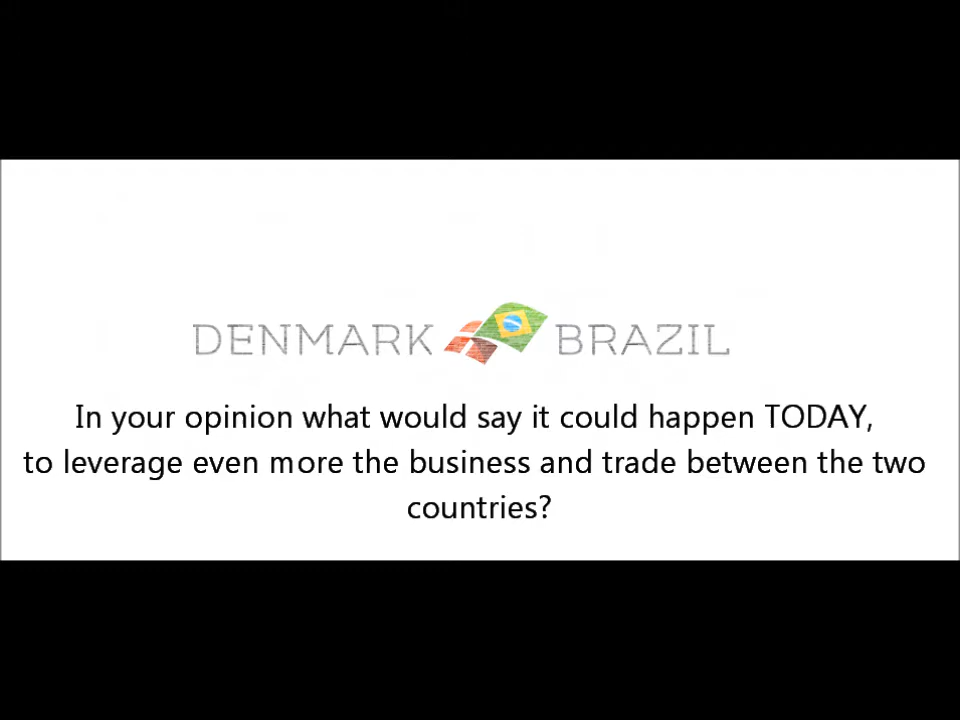 DENMARK BRAZIL
In your opinion what would say it could happen TODAY,
to leverage even more the business and trade between the two
countries?